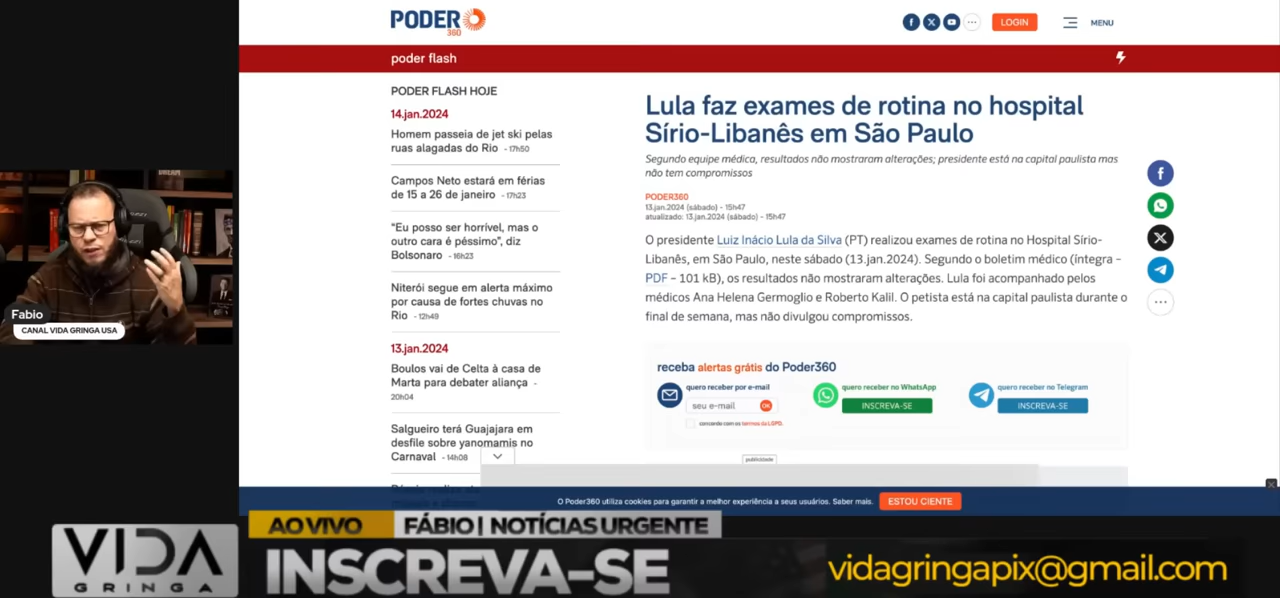 PODER
360
LOGIN
MENU
poder flash
PODER FLASH HOJE
14.jan.2024
Homem passeia de jet ski pelas
ruas alagadas do Rio - 17h50
Campos Neto estará em férias
de 15 a 26 de janeiro - 17h23
"Eu posso ser horrível, mas o
outro cara é péssimo", diz
Bolsonaro - 16h23
Niterói segue em alerta máximo
por causa de fortes chuvas no
Rio - 12h49
13.jan.2024
Boulos vai de Celta à casa de
Marta para debater aliança -
20h04
Salgueiro terá Guajajara em
desfile sobre yanomamis no
Carnaval - 14h08
Lula faz exames de rotina no hospital
Sírio-Libanês em São Paulo
Segundo equipe médica, resultados não mostraram alterações; presidente está na capital paulista mas
não tem compromissos
PODER360
13.jan.2024 (sábado) - 15h47
atualizado: 13.jan.2024 (sábado) - 15h47
O presidente Luiz Inácio Lula da Silva (PT) realizou exames de rotina no Hospital Sírio-
Libanês, em São Paulo, neste sábado (13.jan.2024). Segundo o boletim médico (íntegra –
PDF – 101 kB), os resultados não mostraram alterações. Lula foi acompanhado pelos
médicos Ana Helena Germoglio e Roberto Kalil. O petista está na capital paulista durante o
final de semana, mas não divulgou compromissos.
receba alertas grátis do Poder360
quero receber por e-mail
seu e-mail
OK
concordo com os termos da LGPD.
quero receber no WhatsApp
INSCREVA-SE
quero receber no Telegram
INSCREVA-SE
publicidade
O Poder360 utiliza cookies para garantir a melhor experiência a seus usuários. Saber mais.
ESTOU CIENTE
Fabio
CANAL VIDA GRINGA USA
VIDA
GRINGA
AO VIVO
FÁBIO | NOTÍCIAS URGENTE
INSCREVA-SE
vidagringapix@gmail.com